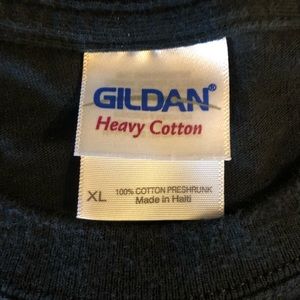 GILDAN®
Heavy Cotton
XL
100% COTTON PRESHRUNK
Made in Haiti